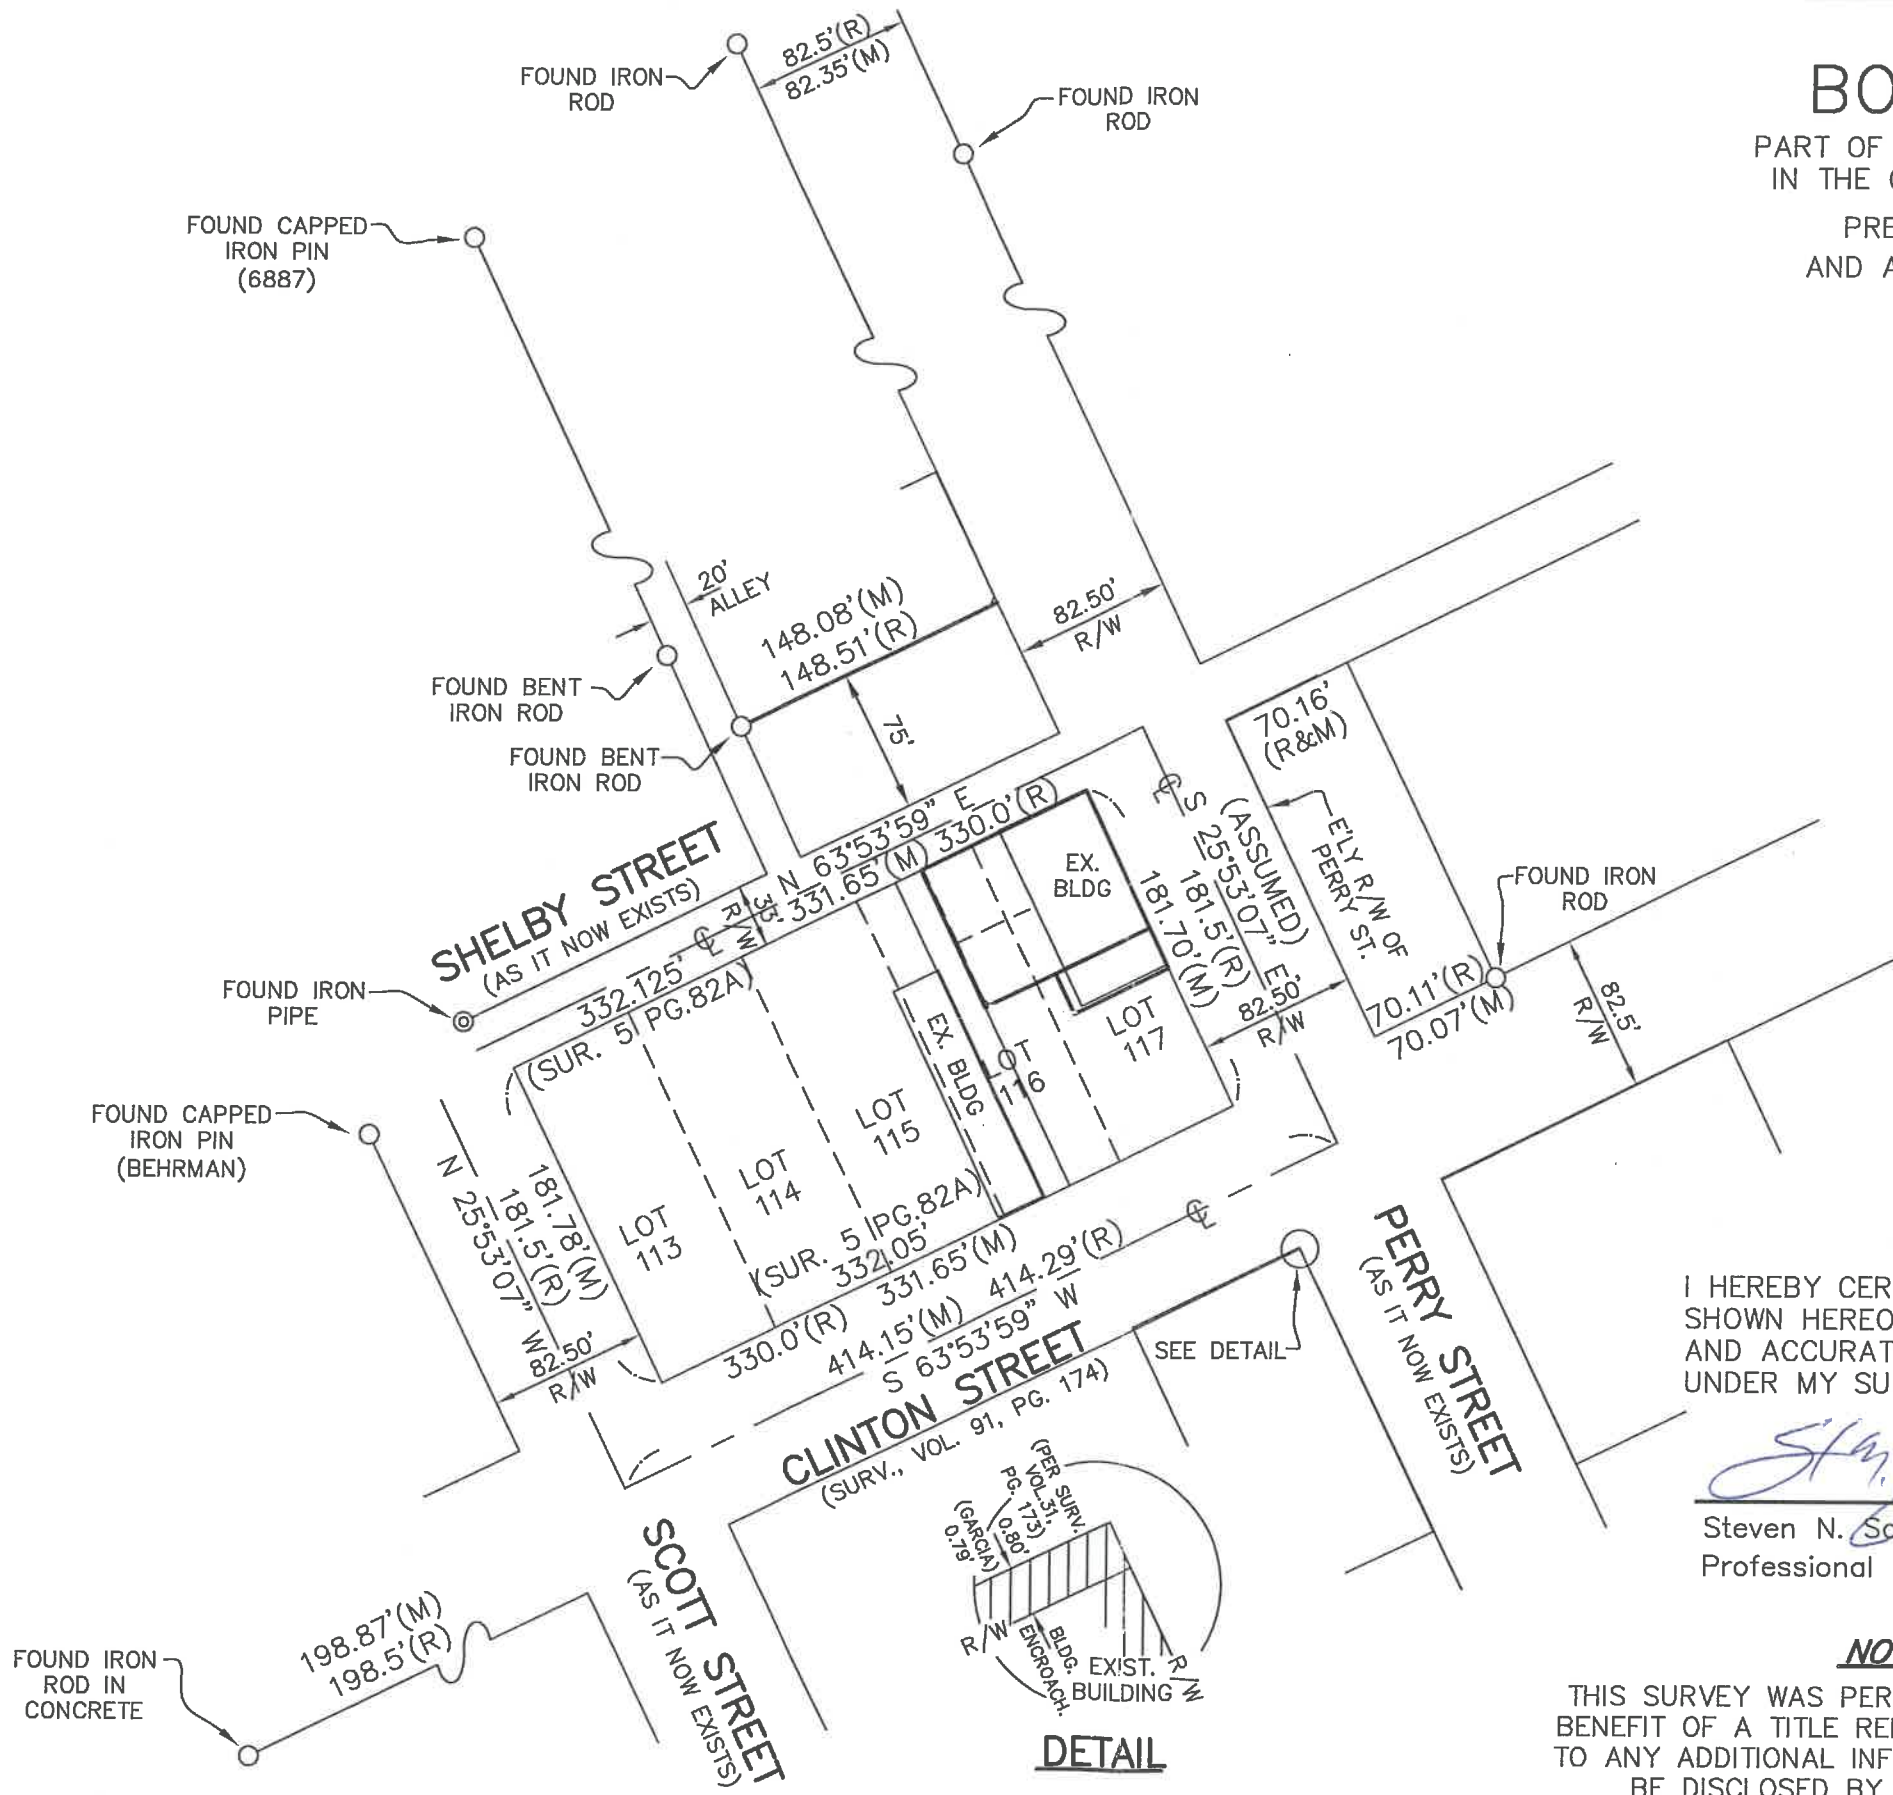 BO
PART OF
IN THE
PRE
AND A
82.5'(R)
82.35'(M)
FOUND IRON
ROD
FOUND IRON
ROD
FOUND CAPPED
IRON PIN
(6887)
20'
ALLEY
148.08'(M)
148.51'(R)
82.50'
R/W
FOUND BENT
IRON ROD
FOUND BENT
IRON ROD
75'
70.16'
(R&M)
E'LY R/W OF
PERRY ST.
SHELBY STREET
(AS IT NOW EXISTS)
N 63°53'59" E
331.65'(M) 330.0'(R)
33'
R/W
℄
332.125'
(SUR. 5 PG.82A)
EX.
BLDG
℄
(ASSUMED)
S 25°53'07" E
181.5'(R)
181.70'(M)
82.50'
R/W
FOUND IRON
ROD
70.11'(R)
70.07'(M)
82.5'
R/W
FOUND IRON
PIPE
FOUND CAPPED
IRON PIN
(BEHRMAN)
N 25°53'07" W
181.5'(R)
181.78'(M)
LOT
113
LOT
114
LOT
115
EX. BLDG
LOT
116
LOT
117
(SUR. 5 PG.82A)
332.05'
330.0'(R) 331.65'(M)
414.15'(M) 414.29'(R)
S 63°53'59" W
℄
82.50'
R/W
CLINTON STREET
(SURV., VOL. 91, PG. 174)
SEE DETAIL
PERRY STREET
(AS IT NOW EXISTS)
SCOTT STREET
(AS IT NOW EXISTS)
198.87'(M)
198.5'(R)
FOUND IRON
ROD IN
CONCRETE
(PER SURV.
VOL.31,
PG. 173)
0.80'
(GARCIA)
0.79'
R/W
BLDG.
ENCROACH.
EXIST.
BUILDING
R/W
DETAIL
I HEREBY CER
SHOWN HEREO
AND ACCURAT
UNDER MY SU
Steven N.
Professional
NO
THIS SURVEY WAS PER
BENEFIT OF A TITLE RE
TO ANY ADDITIONAL INF
BE DISCLOSED BY